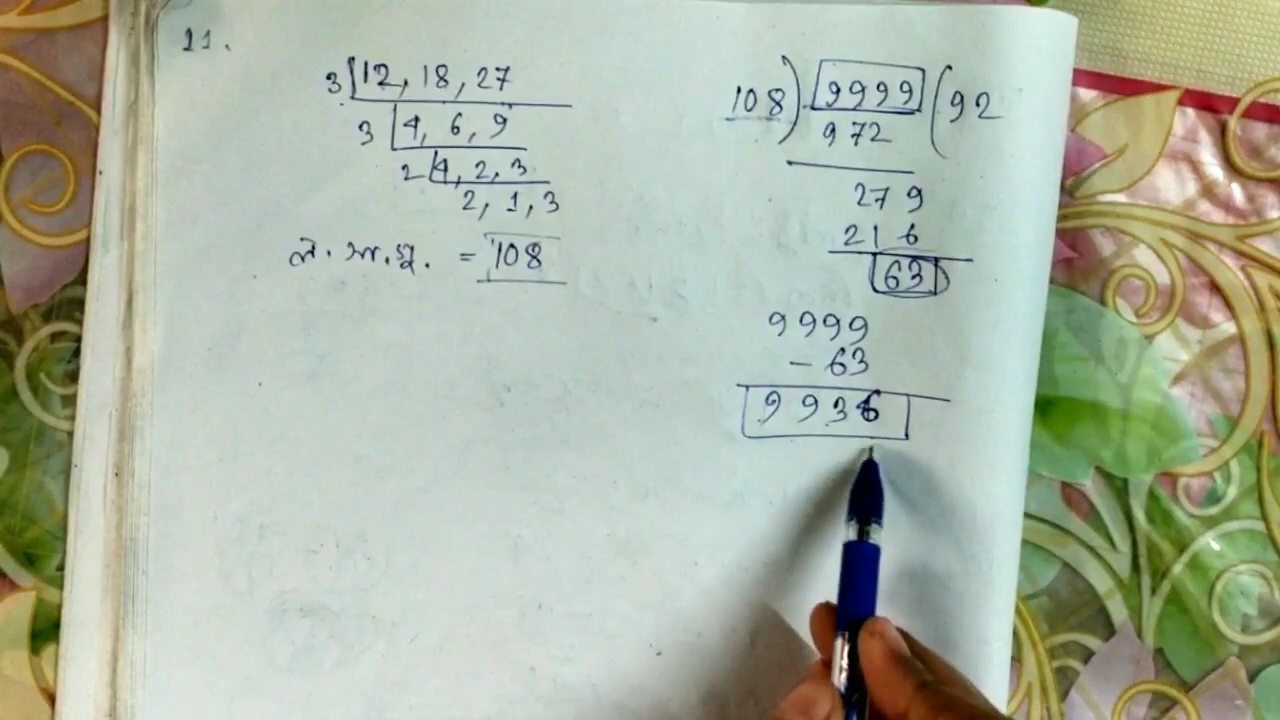 11.
3 12, 18, 27
3 4, 6, 9
2 4, 2, 3
2, 1, 3
ल. सा. गु. = 108
108) 9999 (92
972
279
216
63
9999
- 63
9936